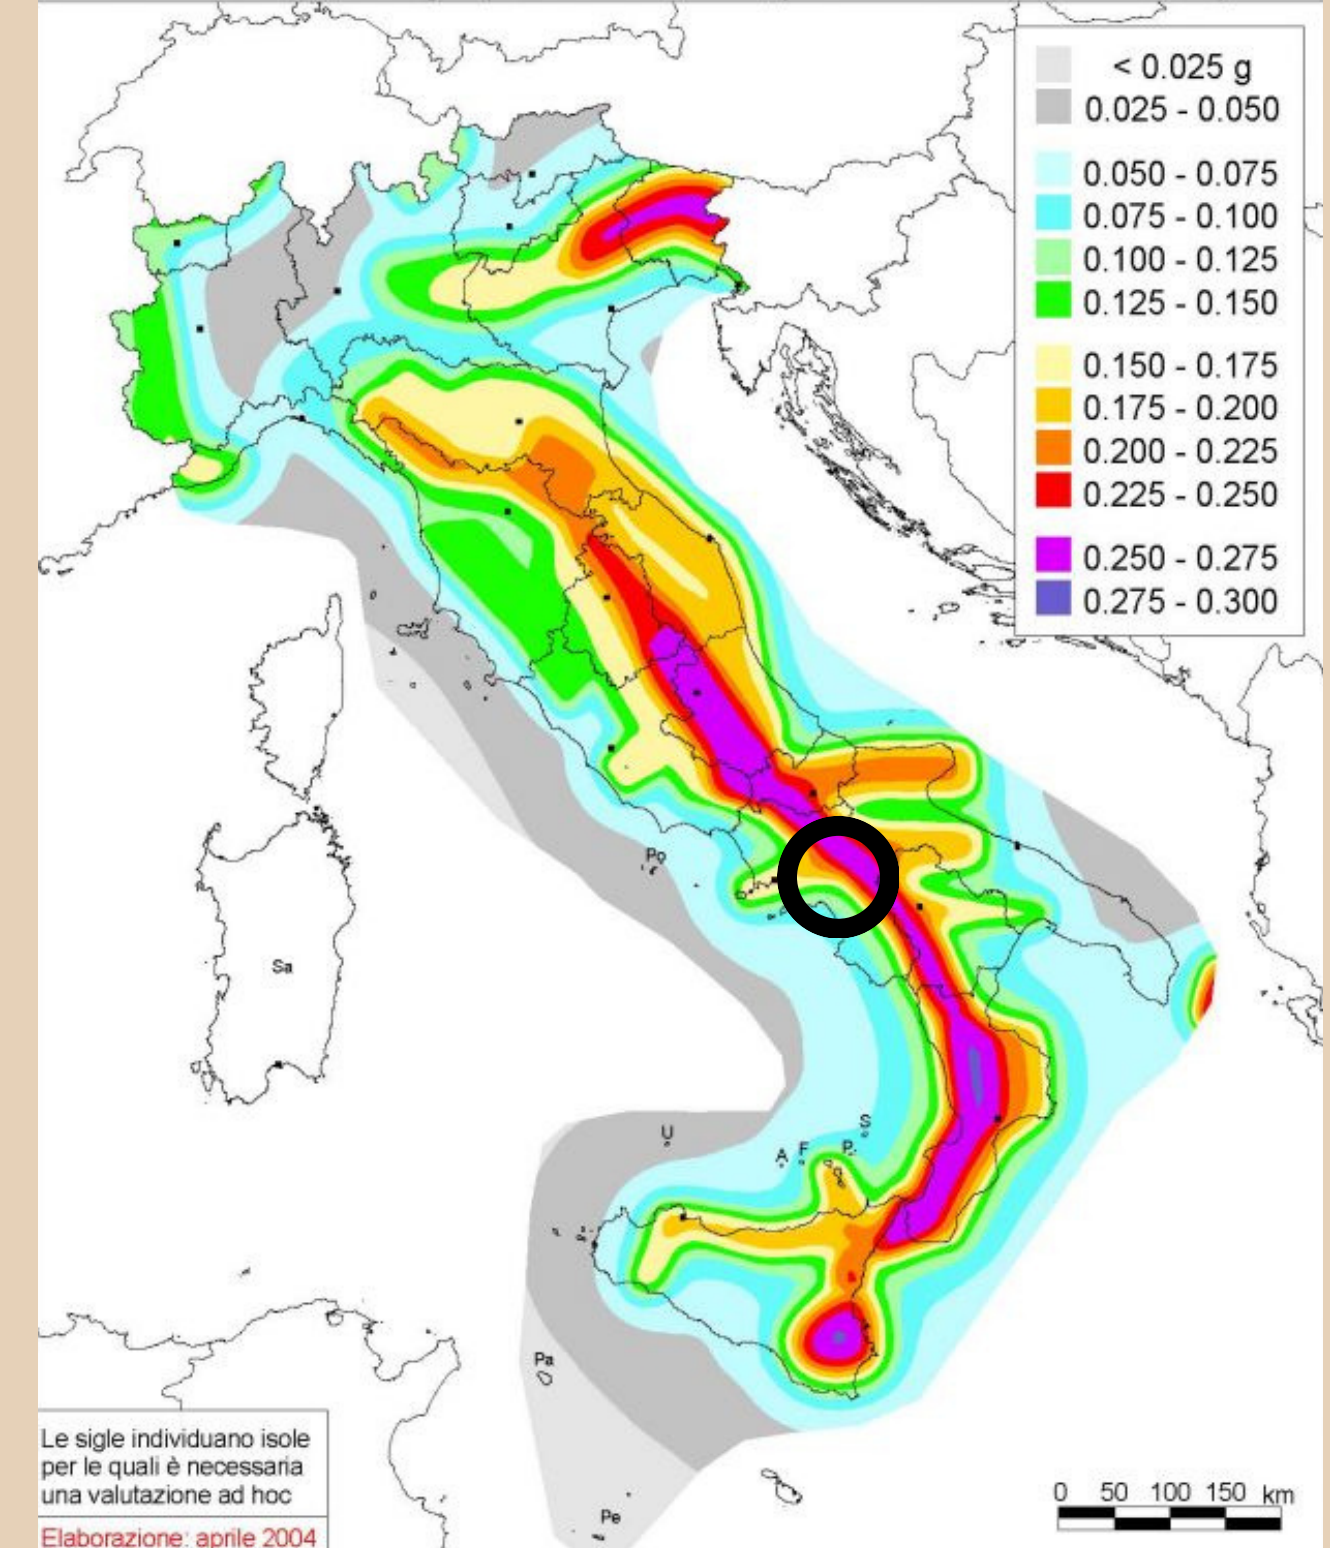 < 0.025 g
0.025 - 0.050
0.050 - 0.075
0.075 - 0.100
0.100 - 0.125
0.125 - 0.150
0.150 - 0.175
0.175 - 0.200
0.200 - 0.225
0.225 - 0.250
0.250 - 0.275
0.275 - 0.300
Po
Sa
U
A
F
P
S
Pa
Pe
Le sigle individuano isole
per le quali è necessaria
una valutazione ad hoc
Elaborazione: aprile 2004
0 50 100 150 km